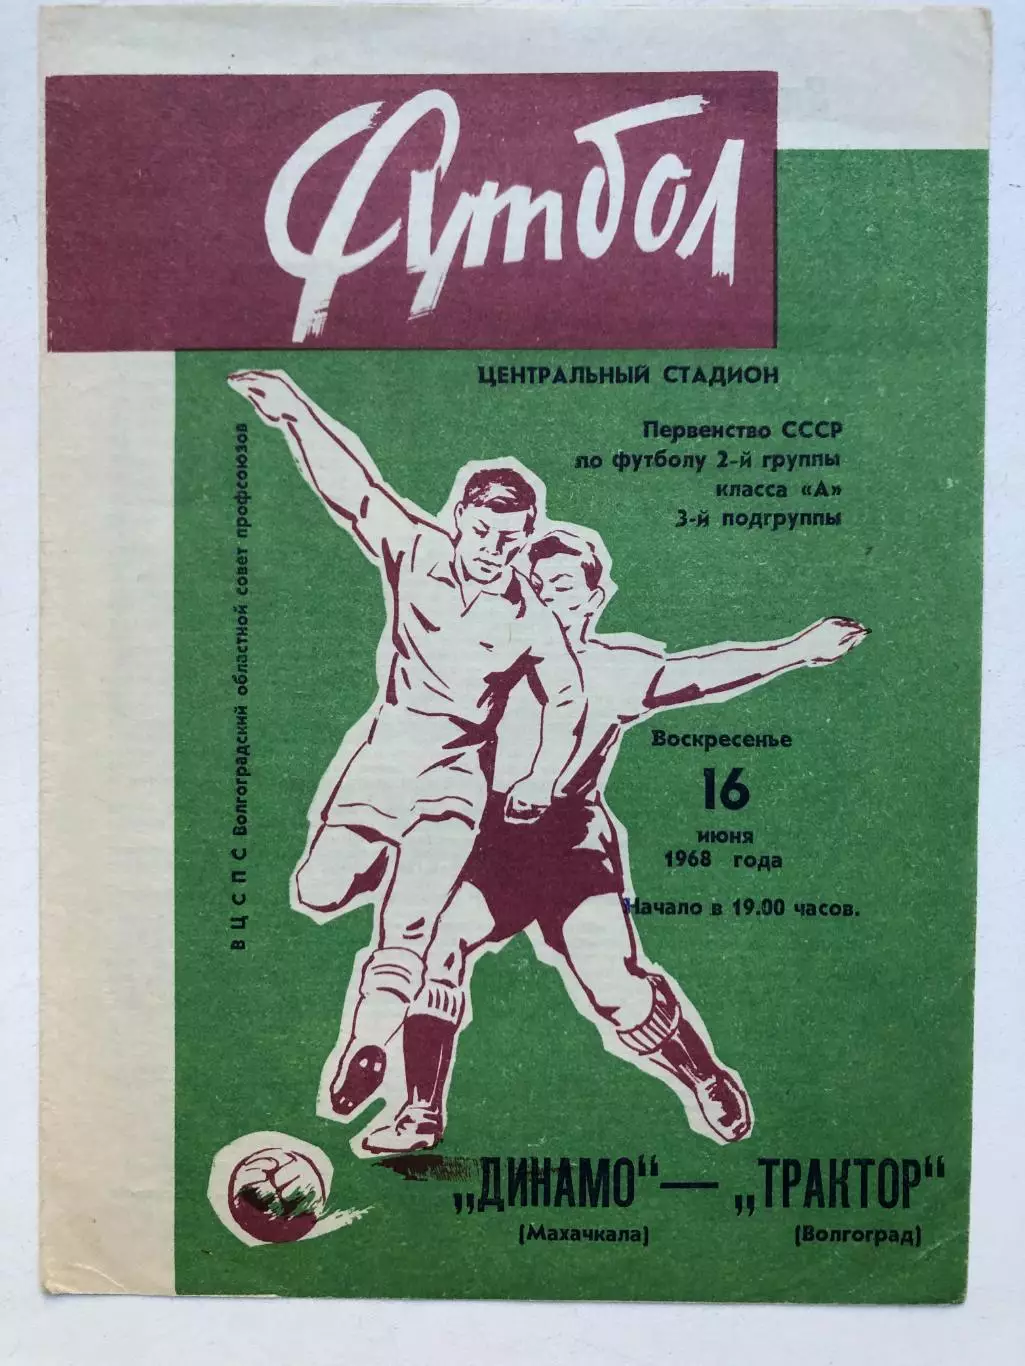 Футбол
ЦЕНТРАЛЬНЫЙ СТАДИОН
Первенство СССР
по футболу 2-й группы
класса «А»
3-й подгруппы
ВЦСПС Волгоградский областной совет профсоюзов
Воскресенье
16
июня
1968 года
Начало в 19.00 часов.
„ДИНАМО“ — „ТРАКТОР“
(Махачкала) (Волгоград)